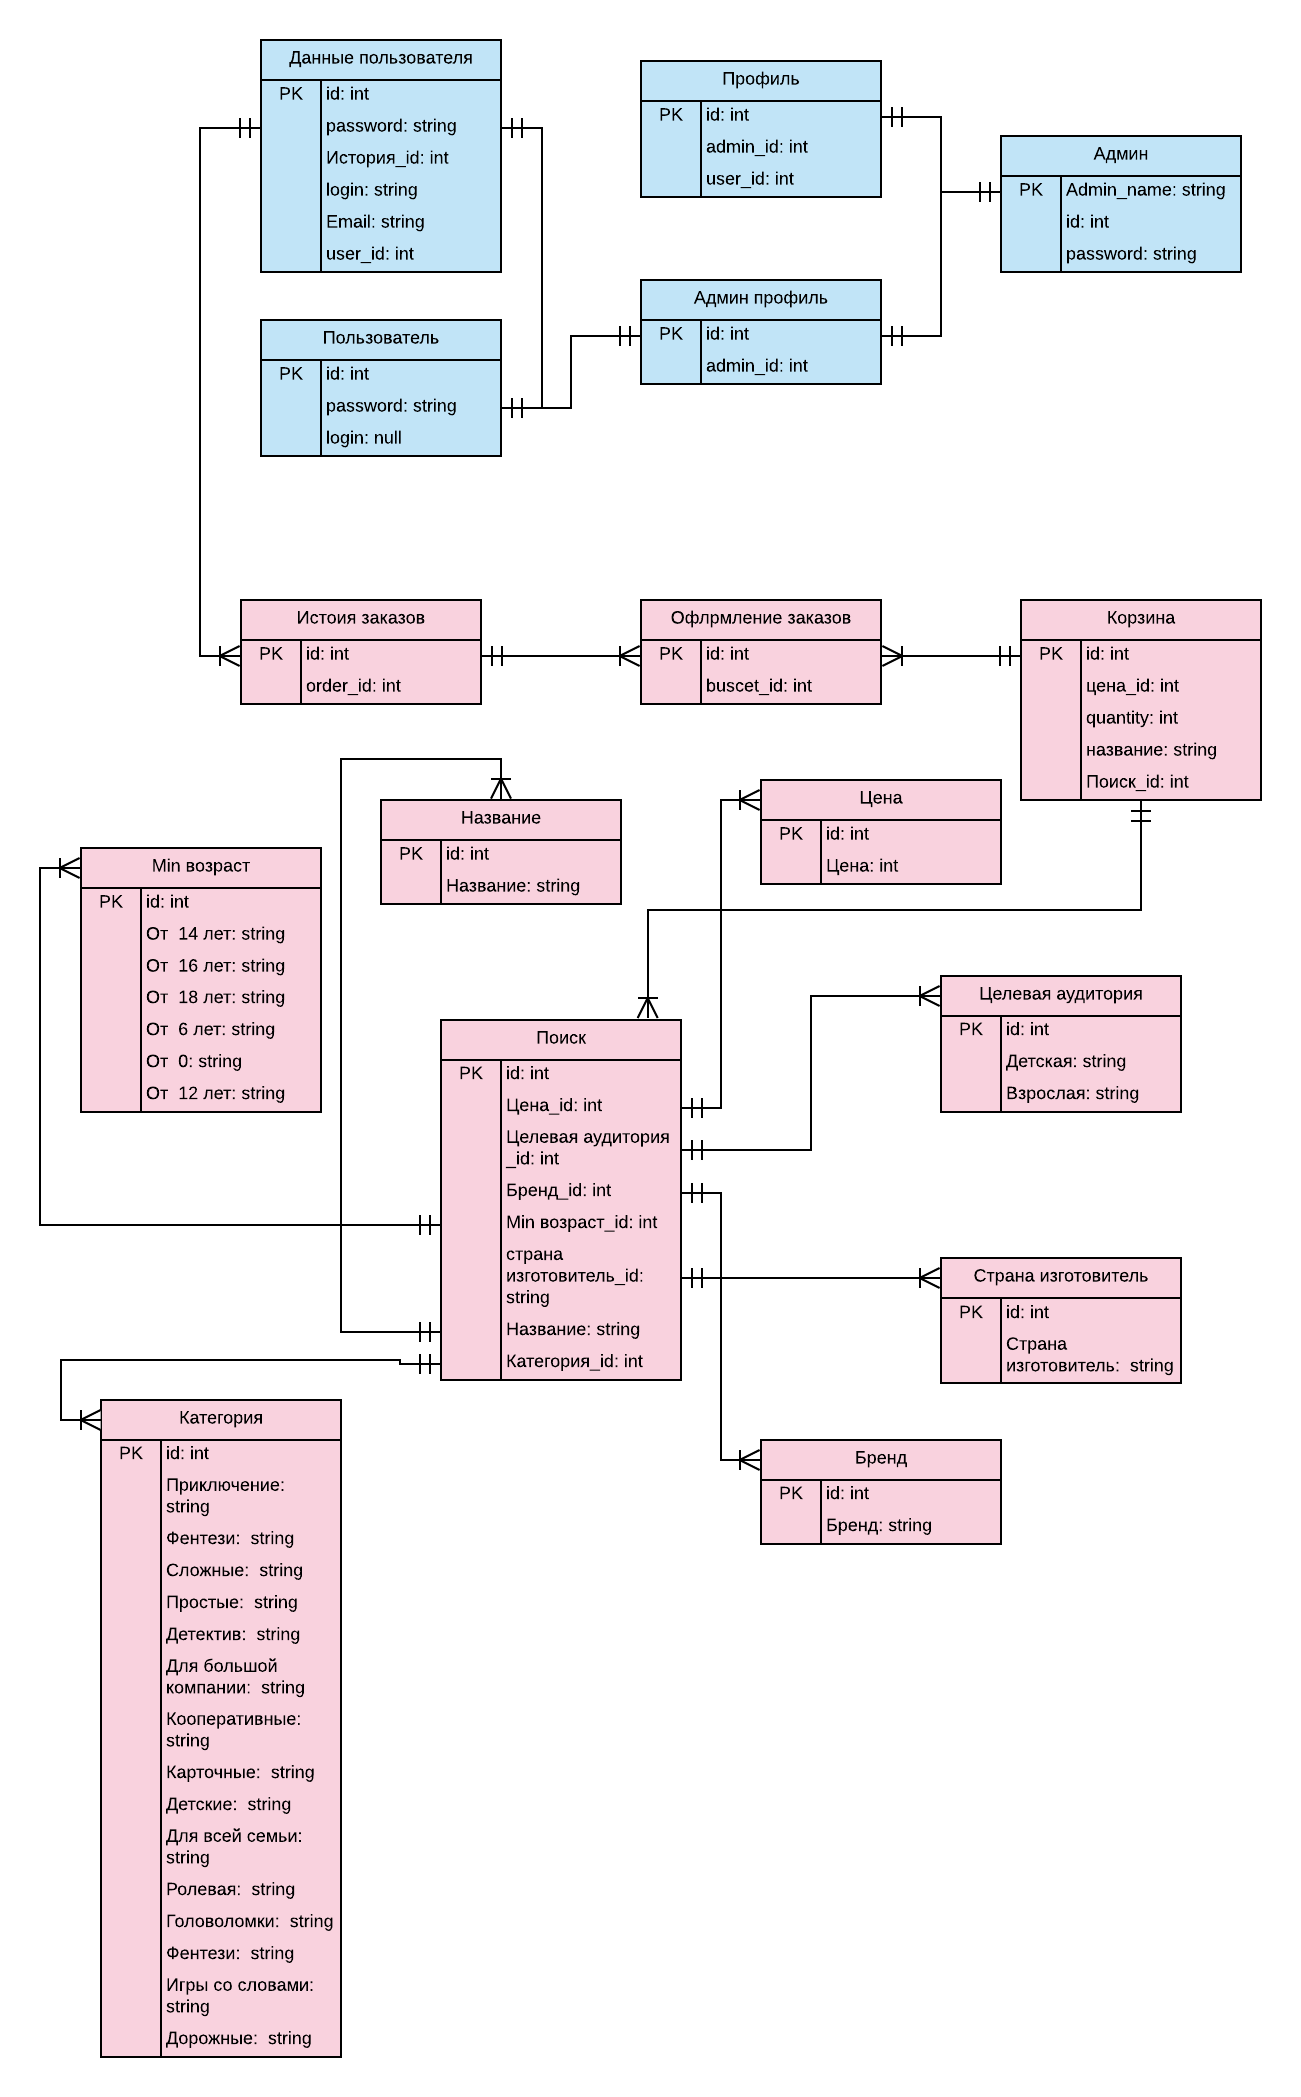 Данные пользователя
PK
id: int
password: string
История_id: int
login: string
Email: string
user_id: int
Профиль
PK
id: int
admin_id: int
user_id: int
Админ
PK
Admin_name: string
id: int
password: string
Админ профиль
PK
id: int
admin_id: int
Пользователь
PK
id: int
password: string
login: null
Истоия заказов
PK
id: int
order_id: int
Офлрмление заказов
PK
id: int
buscet_id: int
Корзина
PK
id: int
цена_id: int
quantity: int
название: string
Поиск_id: int
Цена
PK
id: int
Цена: int
Название
PK
id: int
Название: string
Min возраст
PK
id: int
От  14 лет: string
От  16 лет: string
От  18 лет: string
От  6 лет: string
От  0: string
От  12 лет: string
Целевая аудитория
PK
id: int
Детская: string
Взрослая: string
Поиск
PK
id: int
Цена_id: int
Целевая аудитория
_id: int
Бренд_id: int
Min возраст_id: int
страна
изготовитель_id:
string
Название: string
Категория_id: int
Страна изготовитель
PK
id: int
Страна
изготовитель:  string
Бренд
PK
id: int
Бренд: string
Категория
PK
id: int
Приключение:
string
Фентези:  string
Сложные:  string
Простые:  string
Детектив:  string
Для большой
компании:  string
Кооперативные:
string
Карточные:  string
Детские:  string
Для всей семьи:
string
Ролевая:  string
Головоломки:  string
Фентези:  string
Игры со словами:
string
Дорожные:  string